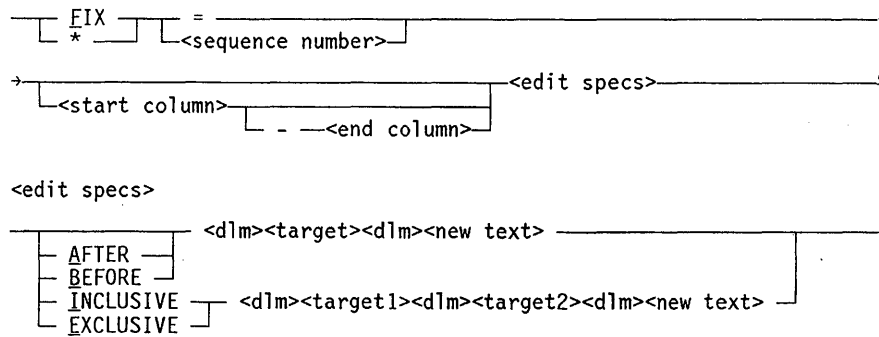 FIX =
* <sequence number>
<edit specs>
<start column>
- <end column>
<edit specs>
<dlm><target><dlm><new text>
AFTER
BEFORE
INCLUSIVE <dlm><target1><dlm><target2><dlm><new text>
EXCLUSIVE